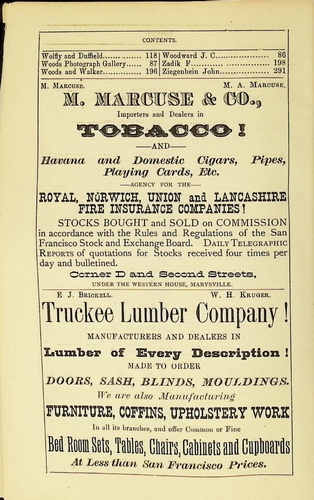 CONTENTS.
Wolfly and Duffield 118 Woodward J. C. 86
Woods Photograph Gallery 87 Zadik F. 198
Woods and Walker 196 Ziegenbein John 291
M. MARCUSE. M. A. MARCUSE,
M. MARCUSE & CO.,
Importers and Dealers in
TOBACCO!
—AND—
Havana and Domestic Cigars, Pipes,
Playing Cards, Etc.
—AGENCY FOR THE—
ROYAL, NORWICH, UNION and LANCASHIRE
FIRE INSURANCE COMPANIES!
STOCKS BOUGHT and SOLD on COMMISSION
in accordance with the Rules and Regulations of the San
Francisco Stock and Exchange Board. DAILY TELEGRAPHIC
REPORTS of quotations for Stocks received four times per
day and bulletined.
Corner D and Second Streets,
UNDER THE WESTERN HOUSE, MARYSVILLE.
E. J. BRICKELL. W. H. KRUGER.
Truckee Lumber Company!
MANUFACTURERS AND DEALERS IN
Lumber of Every Description!
MADE TO ORDER
DOORS, SASH, BLINDS, MOULDINGS.
We are also Manufacturing
FURNITURE, COFFINS, UPHOLSTERY WORK
In all its branches, and offer Common or Fine
Bed Room Sets, Tables, Chairs, Cabinets and Cupboards
At Less than San Francisco Prices.